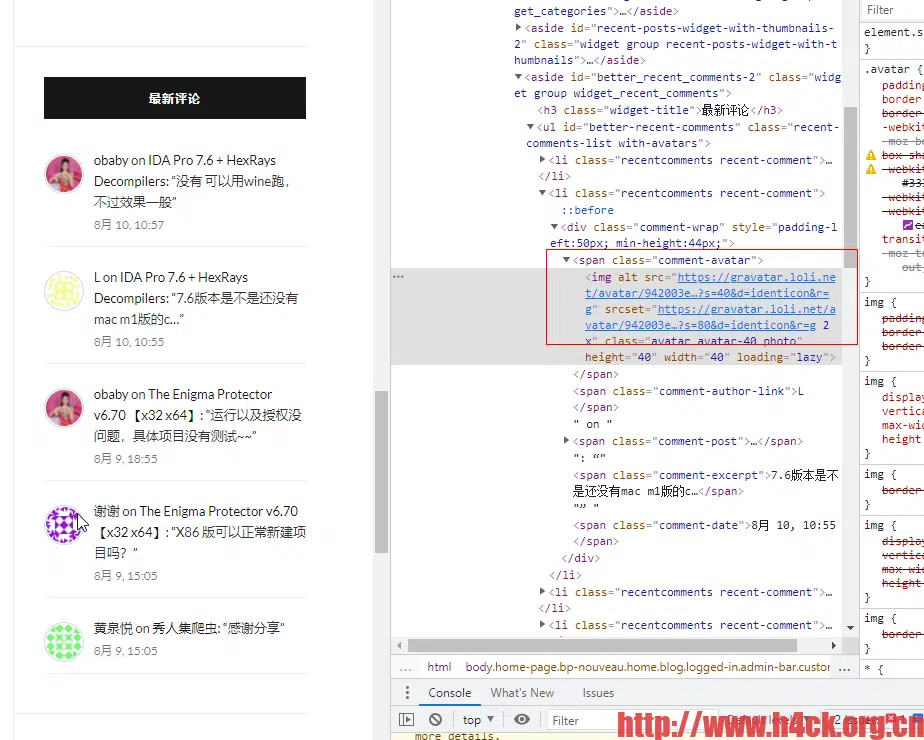 最新评论
obaby on IDA Pro 7.6 + HexRays
Decompilers: “没有 可以用wine跑，
不过效果一般”
8月 10, 10:57
L on IDA Pro 7.6 + HexRays
Decompilers: “7.6版本是不是还没有
mac m1版的c…”
8月 10, 10:55
obaby on The Enigma Protector
v6.70 【x32 x64】: “运行以及授权没
问题，具体项目没有测试~~”
8月 9, 18:55
谢谢 on The Enigma Protector v6.70
【x32 x64】: “X86 版可以正常新建项
目吗？”
8月 9, 15:05
黄泉悦 on 秀人集爬虫: “感谢分享”
8月 9, 15:05
get_categories">…</aside>
<aside id="recent-posts-widget-with-thumbnails-
2" class="widget group recent-posts-widget-with-t
humbnails">…</aside>
<aside id="better_recent_comments-2" class="widg
et group widget_recent_comments">
<h3 class="widget-title">最新评论</h3>
<ul id="better-recent-comments" class="recent-
comments-list with-avatars">
<li class="recentcomments recent-comment">…
</li>
<li class="recentcomments recent-comment">
::before
<div class="comment-wrap" style="padding-l
eft:50px; min-height:44px;">
<span class="comment-avatar">
<img alt src="https://gravatar.loli.ne
t/avatar/942003e…?s=40&d=identicon&r=
g" srcset="https://gravatar.loli.net/a
vatar/942003e…?s=80&d=identicon&r=g 2
x" class="avatar avatar-40 photo"
height="40" width="40" loading="lazy">
</span>
<span class="comment-author-link">L
</span>
" on "
<span class="comment-post">…</span>
": “"
<span class="comment-excerpt">7.6版本是不
是还没有mac m1版的c…</span>
"” "
<span class="comment-date">8月 10, 10:55
</span>
</div>
</li>
<li class="recentcomments recent-comment">…
</li>
<li class="recentcomments recent-comment">…
… html body.home-page.bp-nouveau.home.blog.logged-in.admin-bar.custor …
Console What's New Issues
top Filter
more details.
Filter
element.s
}
.avatar {
padding
border
border
-webkit
-moz-bo
box-sha
-webkit
#33
-webkit
-webkit
transit
-moz-to
out
}
img {
padding
border
border
}
img {
display
vertica
max-wid
height
}
img {
border
}
img {
display
vertica
max-wid
height
}
img {
border
}
* {
http://www.h4ck.org.cn